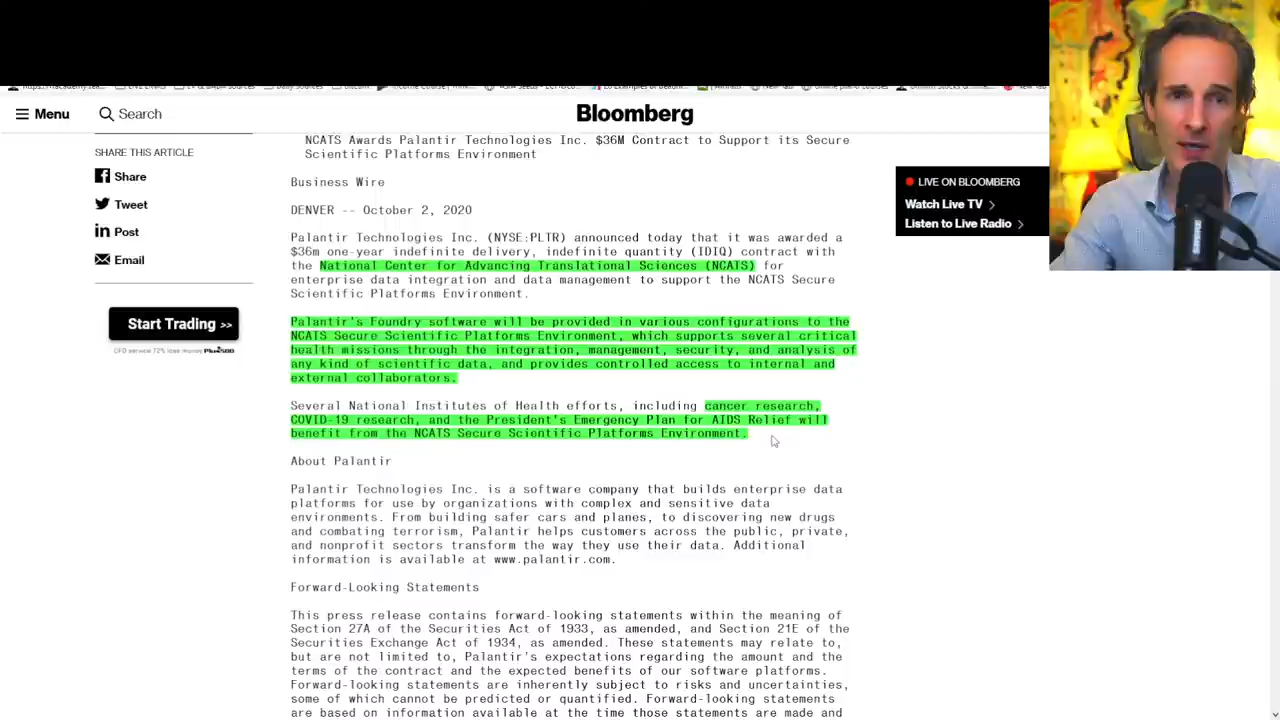 Menu
Search
Bloomberg
SHARE THIS ARTICLE
Share
Tweet
Post
Email
Start Trading >>
NCATS Awards Palantir Technologies Inc. $36M Contract to Support its Secure
Scientific Platforms Environment
Business Wire
DENVER -- October 2, 2020
Palantir Technologies Inc. (NYSE:PLTR) announced today that it was awarded a
$36m one-year indefinite delivery, indefinite quantity (IDIQ) contract with
the National Center for Advancing Translational Sciences (NCATS) for
enterprise data integration and data management to support the NCATS Secure
Scientific Platforms Environment.
Palantir's Foundry software will be provided in various configurations to the
NCATS Secure Scientific Platforms Environment, which supports several critical
health missions through the integration, management, security, and analysis of
any kind of scientific data, and provides controlled access to internal and
external collaborators.
Several National Institutes of Health efforts, including cancer research,
COVID-19 research, and the President's Emergency Plan for AIDS Relief will
benefit from the NCATS Secure Scientific Platforms Environment.
About Palantir
Palantir Technologies Inc. is a software company that builds enterprise data
platforms for use by organizations with complex and sensitive data
environments. From building safer cars and planes, to discovering new drugs
and combating terrorism, Palantir helps customers across the public, private,
and nonprofit sectors transform the way they use their data. Additional
information is available at www.palantir.com.
Forward-Looking Statements
This press release contains forward-looking statements within the meaning of
Section 27A of the Securities Act of 1933, as amended, and Section 21E of the
Securities Exchange Act of 1934, as amended. These statements may relate to,
but are not limited to, Palantir's expectations regarding the amount and the
terms of the contract and the expected benefits of our software platforms.
Forward-looking statements are inherently subject to risks and uncertainties,
some of which cannot be predicted or quantified. Forward-looking statements
are based on information available at the time those statements are made and
LIVE ON BLOOMBERG
Watch Live TV
Listen to Live Radio